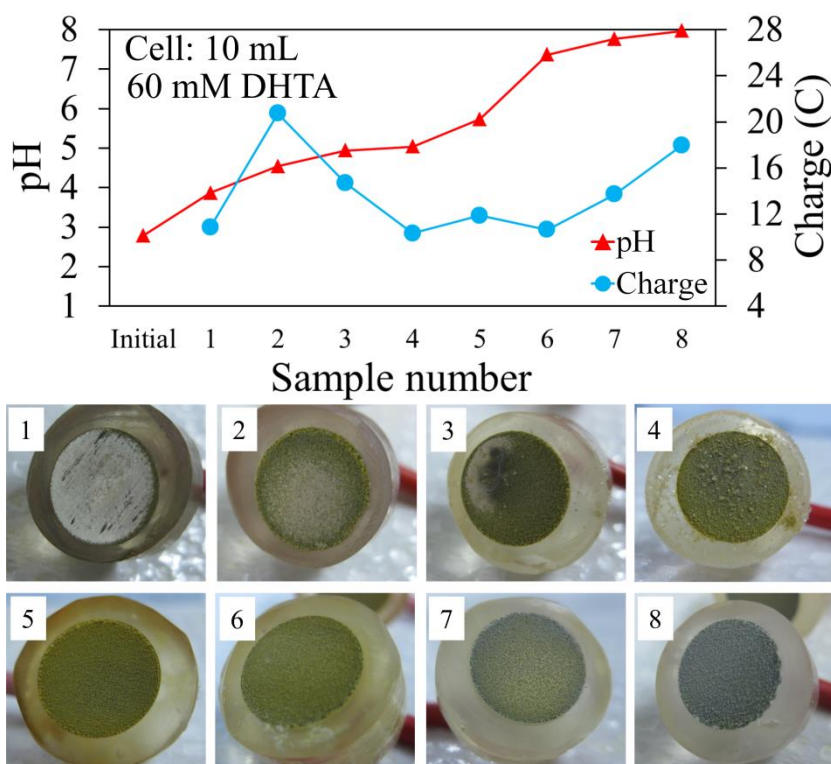 Cell: 10 mL
60 mM DHTA
pH
8
7
6
5
4
3
2
1
28
24
20
16
12
8
4
Charge (C)
pH
Charge
Initial 1 2 3 4 5 6 7 8
Sample number
1 2 3 4
5 6 7 8